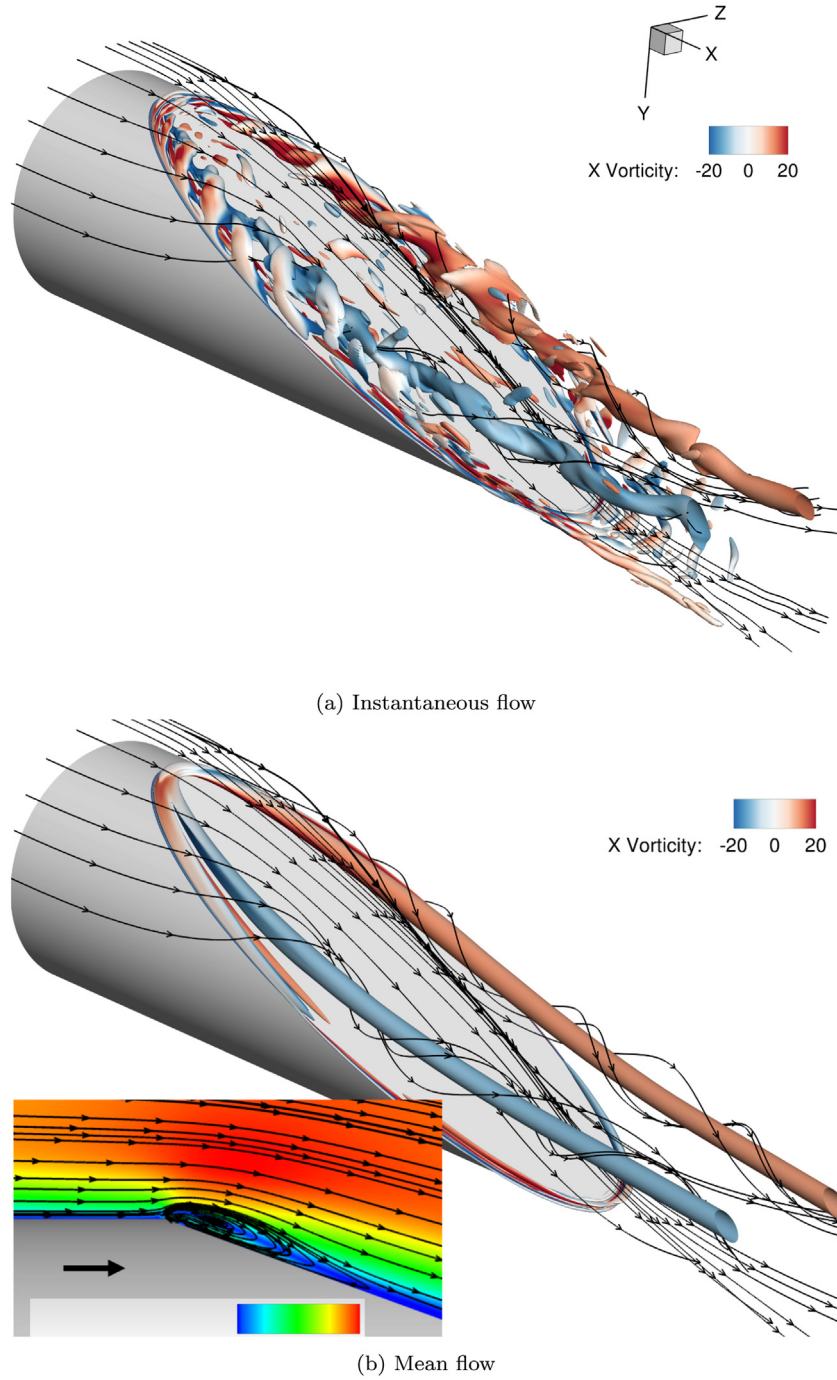 Z
X
Y
X Vorticity: -20 0 20
(a) Instantaneous flow
X Vorticity: -20 0 20
(b) Mean flow